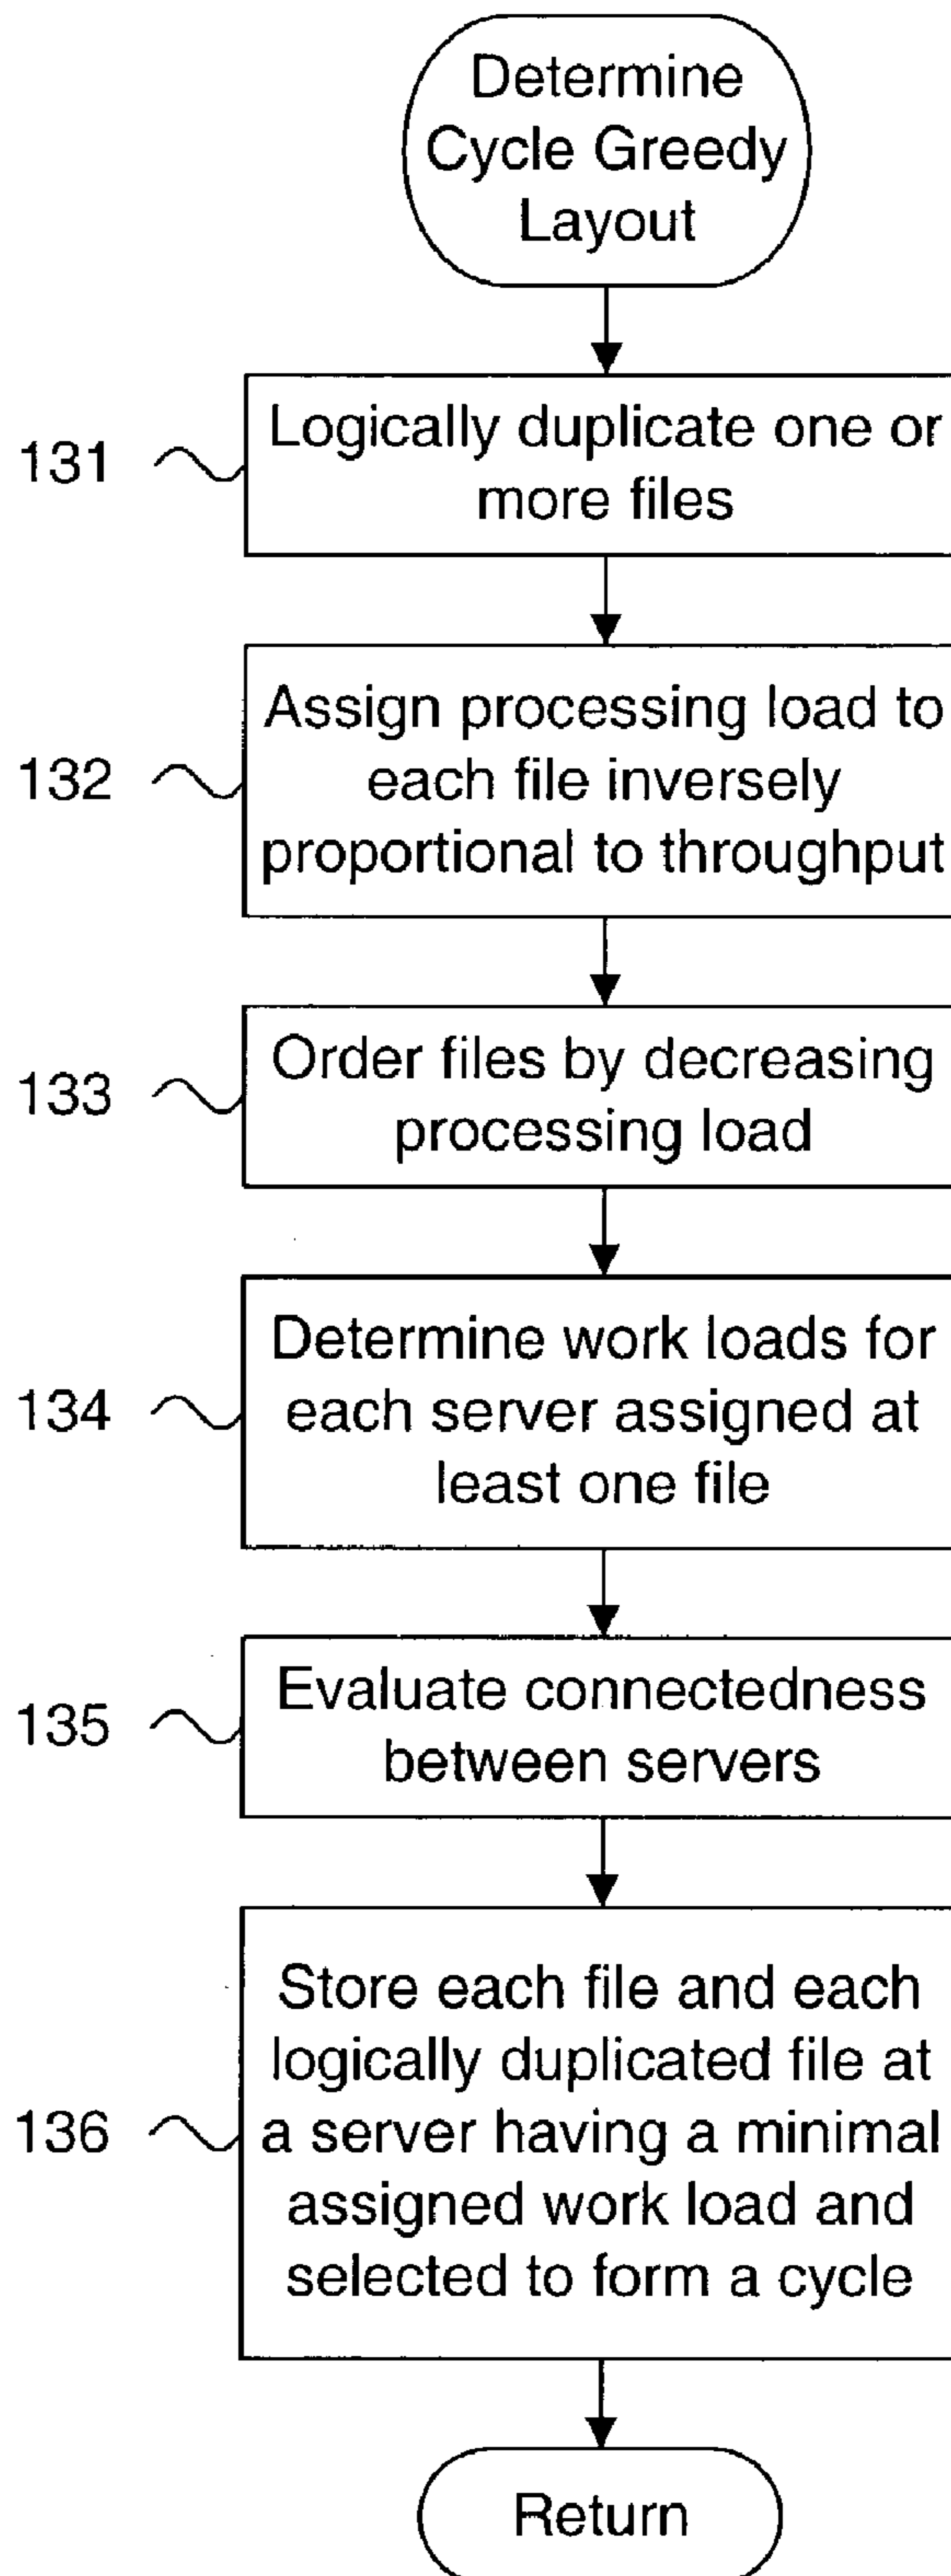 Determine
Cycle Greedy
Layout
131
Logically duplicate one or
more files
132
Assign processing load to
each file inversely
proportional to throughput
133
Order files by decreasing
processing load
134
Determine work loads for
each server assigned at
least one file
135
Evaluate connectedness
between servers
136
Store each file and each
logically duplicated file at
a server having a minimal
assigned work load and
selected to form a cycle
Return